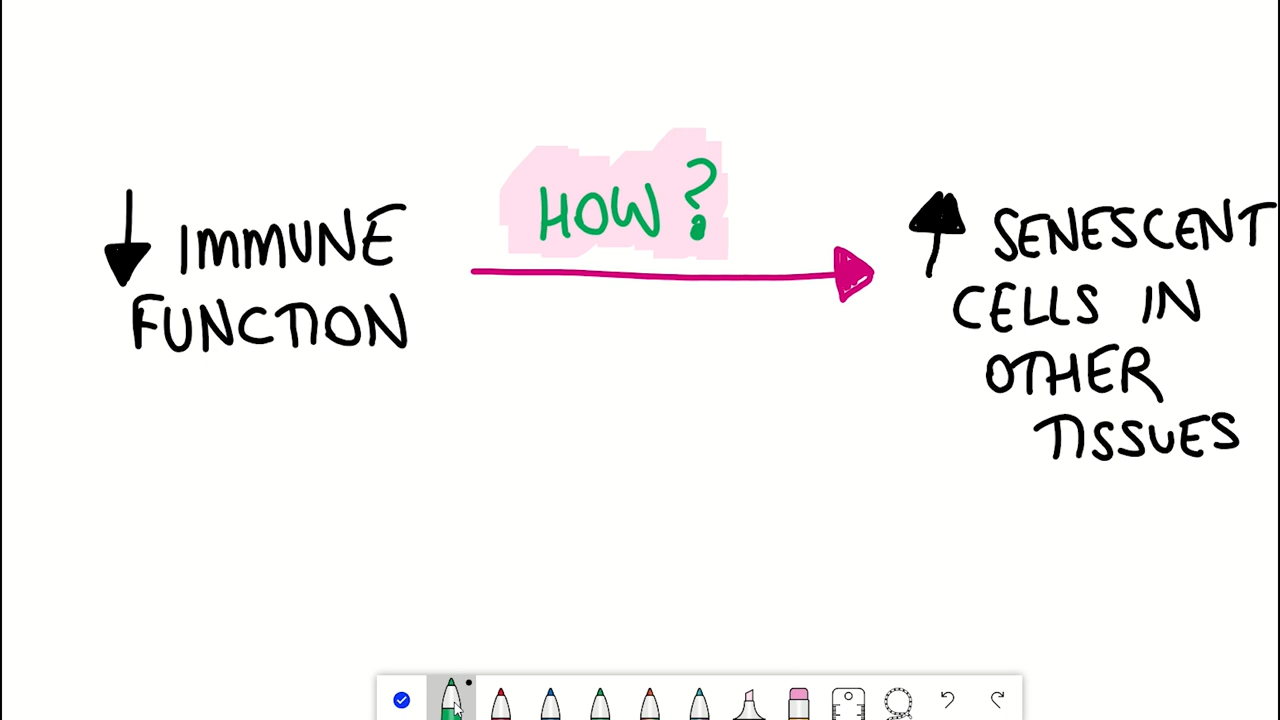 ↓ IMMUNE
FUNCTION
HOW?
↑ SENESCENT
CELLS IN
OTHER
TISSUES